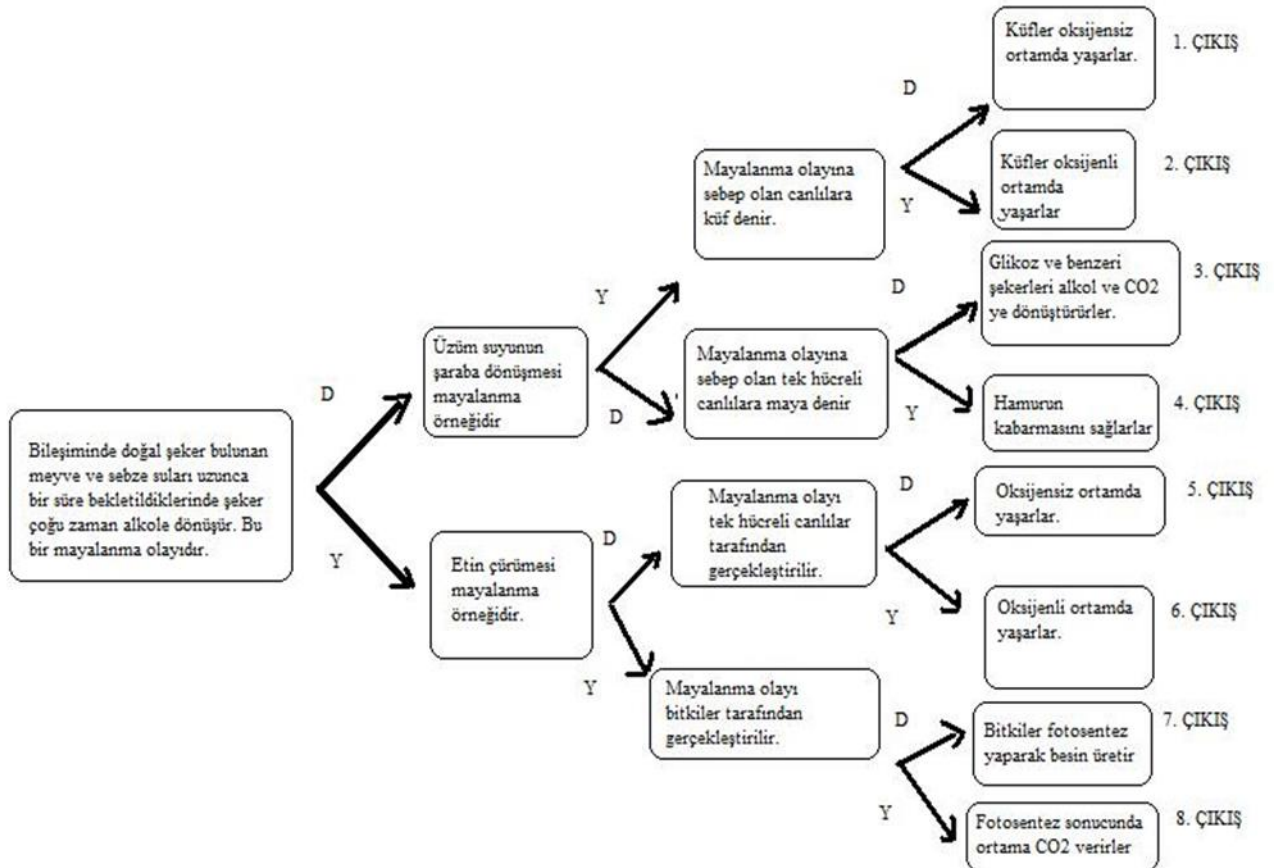 Bileşiminde doğal şeker bulunan
meyve ve sebze suları uzunca
bir süre bekletildiklerinde şeker
çoğu zaman alkole dönüşür. Bu
bir mayalanma olayıdır.
D
Y
Üzüm suyunun
şaraba dönüşmesi
mayalanma
örneğidir
Y
D
Etin çürümesi
mayalanma
örneğidir.
D
Y
Mayalanma olayına
sebep olan canlılara
küf denir.
D
Y
Mayalanma olayına
sebep olan tek hücreli
canlılara maya denir
D
Y
Mayalanma olayı
tek hücreli canlılar
tarafından
gerçekleştirilir.
D
Y
Mayalanma olayı
bitkiler tarafından
gerçekleştirilir.
D
Y
Küfler oksijensiz
ortamda yaşarlar.
1. ÇIKIŞ
Küfler oksijenli
ortamda
yaşarlar
2. ÇIKIŞ
Glikoz ve benzeri
şekerleri alkol ve CO2
ye dönüştürürler.
3. ÇIKIŞ
Hamurun
kabarmasını sağlarlar
4. ÇIKIŞ
Oksijensiz ortamda
yaşarlar.
5. ÇIKIŞ
Oksijenli ortamda
yaşarlar.
6. ÇIKIŞ
Bitkiler fotosentez
yaparak besin üretir
7. ÇIKIŞ
Fotosentez sonucunda
ortama CO2 verirler
8. ÇIKIŞ